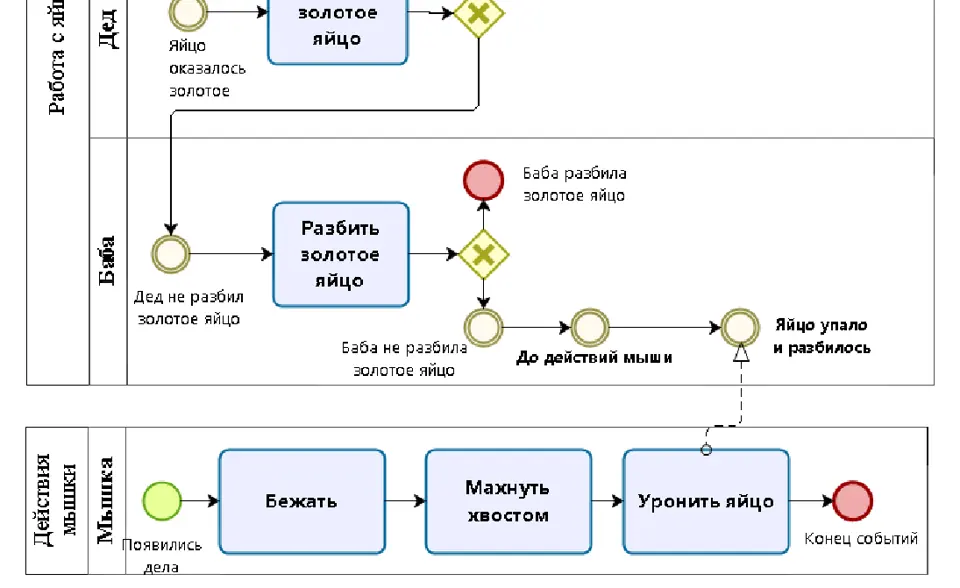 Работа с яйц
Дед
золотое
яйцо
Яйцо
оказалось
золотое
Баба
Баба разбила
золотое яйцо
Разбить
золотое
яйцо
Дед не разбил
золотое яйцо
Баба не разбила
золотое яйцо
До действий мыши
Яйцо упало
и разбилось
Действия
мышки
Мышка
Появились
дела
Бежать
Махнуть
хвостом
Уронить яйцо
Конец событий